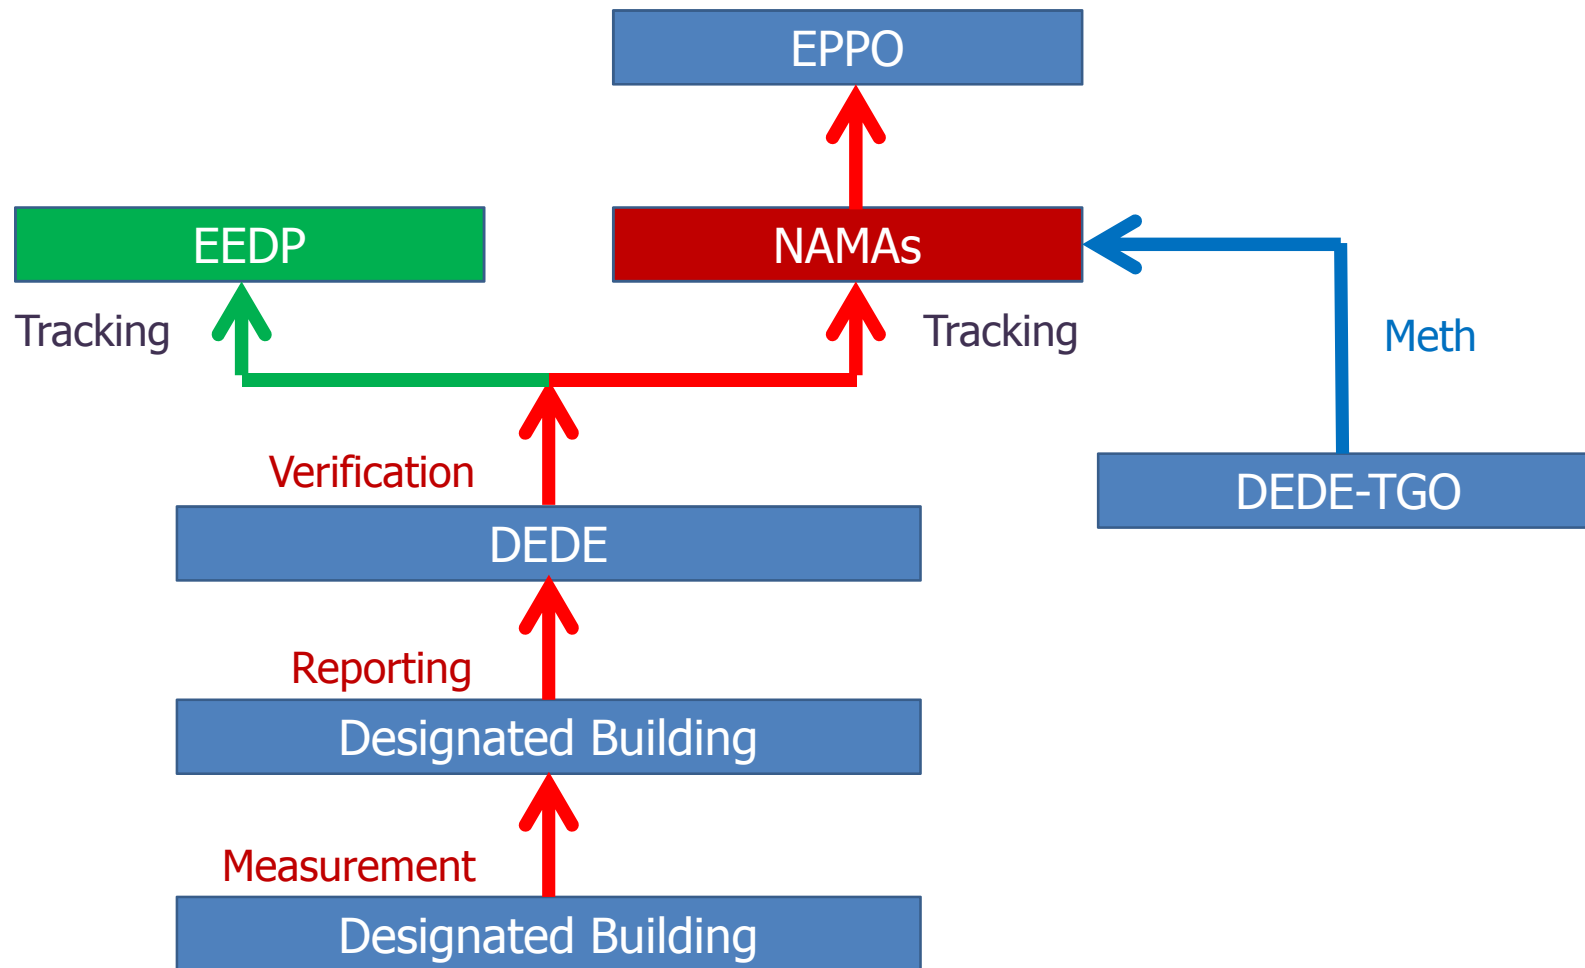 EPPO
EEDP
NAMAs
Tracking
Tracking
Meth
Verification
DEDE-TGO
DEDE
Reporting
Designated Building
Measurement
Designated Building